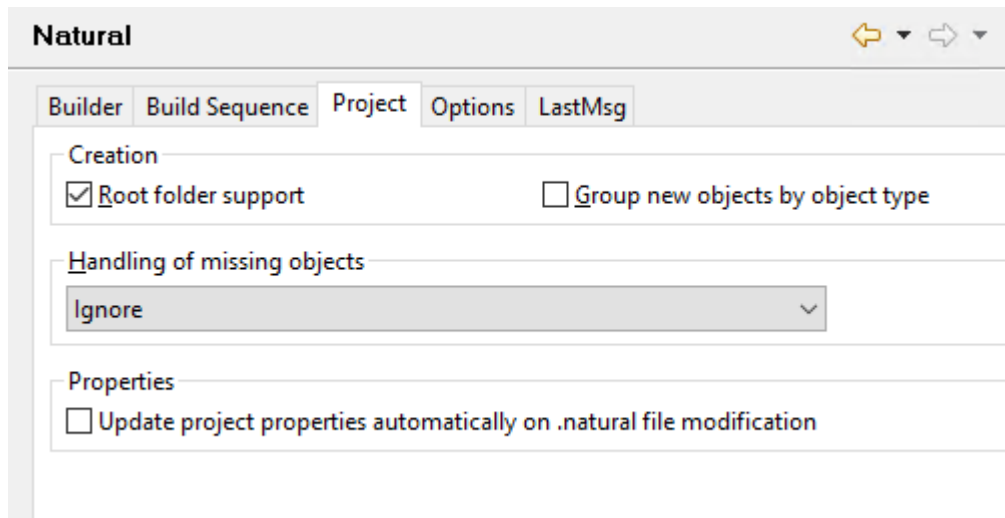 Natural
Builder Build Sequence Project Options LastMsg
Creation
Root folder support Group new objects by object type
Handling of missing objects
Ignore
Properties
Update project properties automatically on .natural file modification